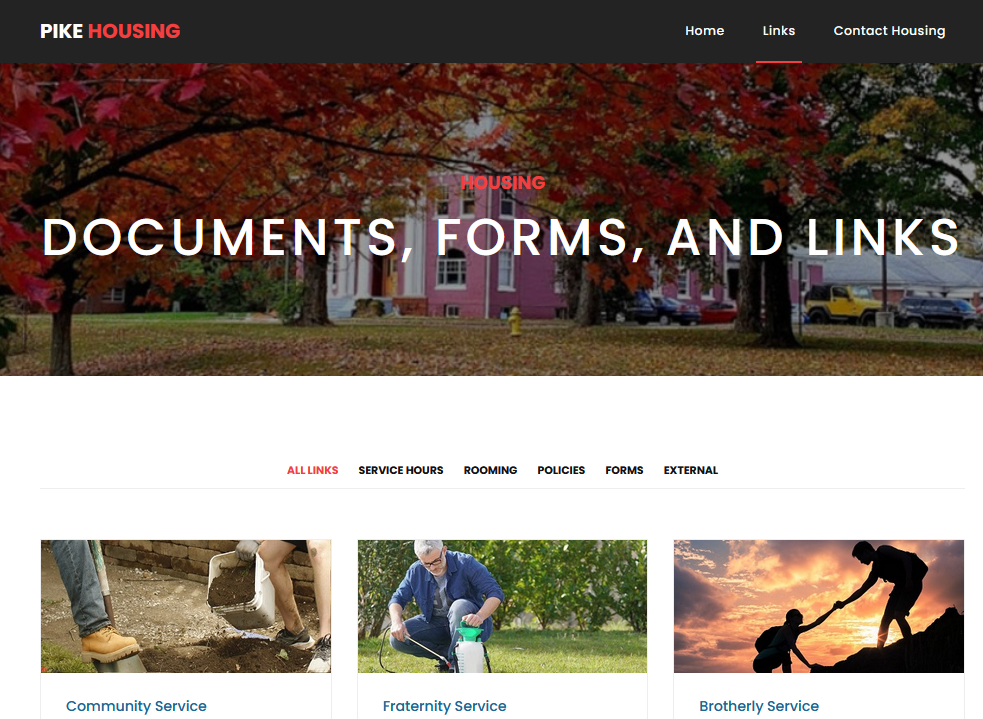 PIKE HOUSING
Home Links Contact Housing
HOUSING
DOCUMENTS, FORMS, AND LINKS
ALL LINKS SERVICE HOURS ROOMING POLICIES FORMS EXTERNAL
Community Service
Fraternity Service
Brotherly Service